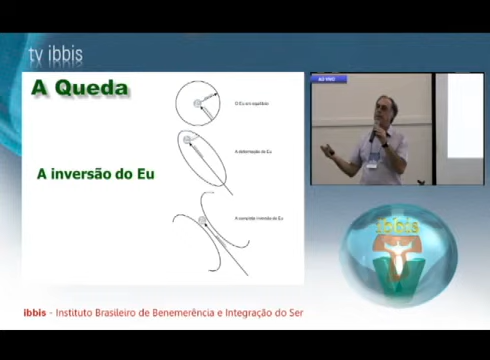 tv ibbis
A Queda
O Eu em equilíbrio
A deformação do Eu
A inversão do Eu
A completa inversão do Eu
AO VIVO
ibbis
ibbis - Instituto Brasileiro de Benemerência e Integração do Ser